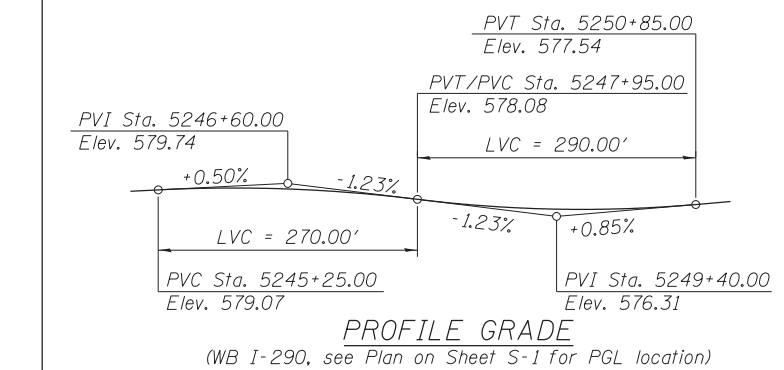 PVT Sta. 5250+85.00
Elev. 577.54
PVT/PVC Sta. 5247+95.00
Elev. 578.08
PVI Sta. 5246+60.00
Elev. 579.74
LVC = 290.00'
+0.50%
-1.23%
-1.23%
+0.85%
LVC = 270.00'
PVC Sta. 5245+25.00
Elev. 579.07
PVI Sta. 5249+40.00
Elev. 576.31
PROFILE GRADE
(WB I-290, see Plan on Sheet S-1 for PGL location)